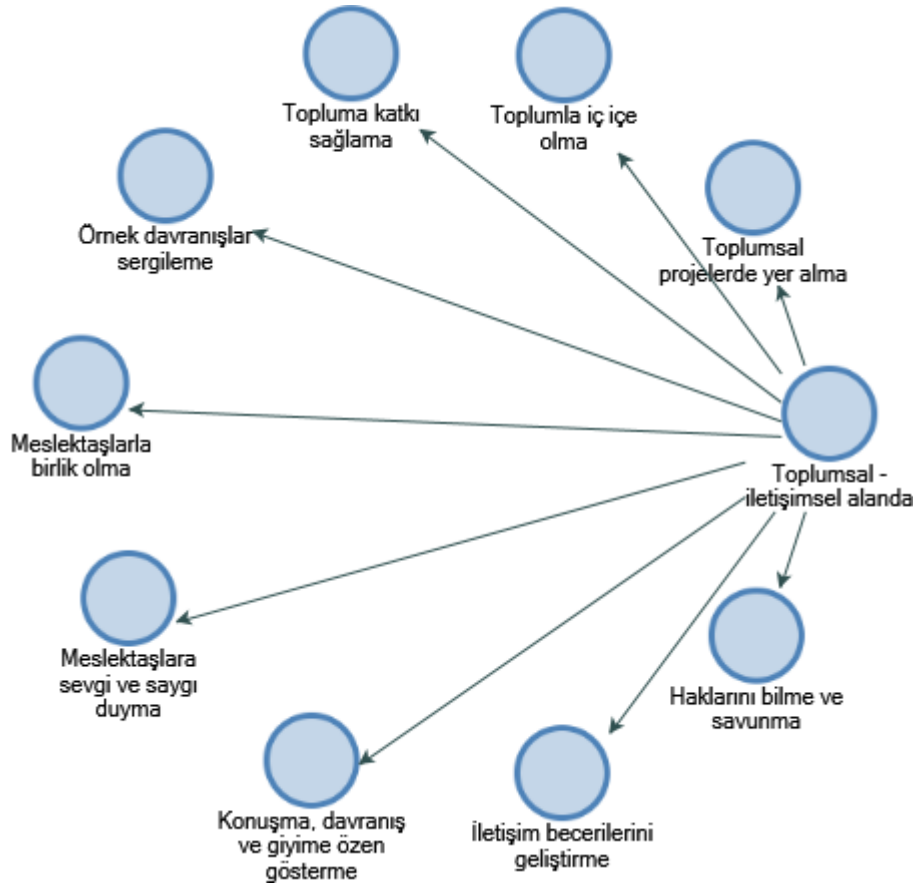 Topluma katkı
sağlama
Toplumla iç içe
olma
Toplumsal
projelerde yer alma
Örnek davranışlar
sergileme
Meslektaşlarla
birlik olma
Toplumsal -
iletişimsel alanda
Meslektaşlara
sevgi ve saygı
duyma
Haklarını bilme ve
savunma
Konuşma, davranış
ve giyime özen
gösterme
İletişim becerilerini
geliştirme